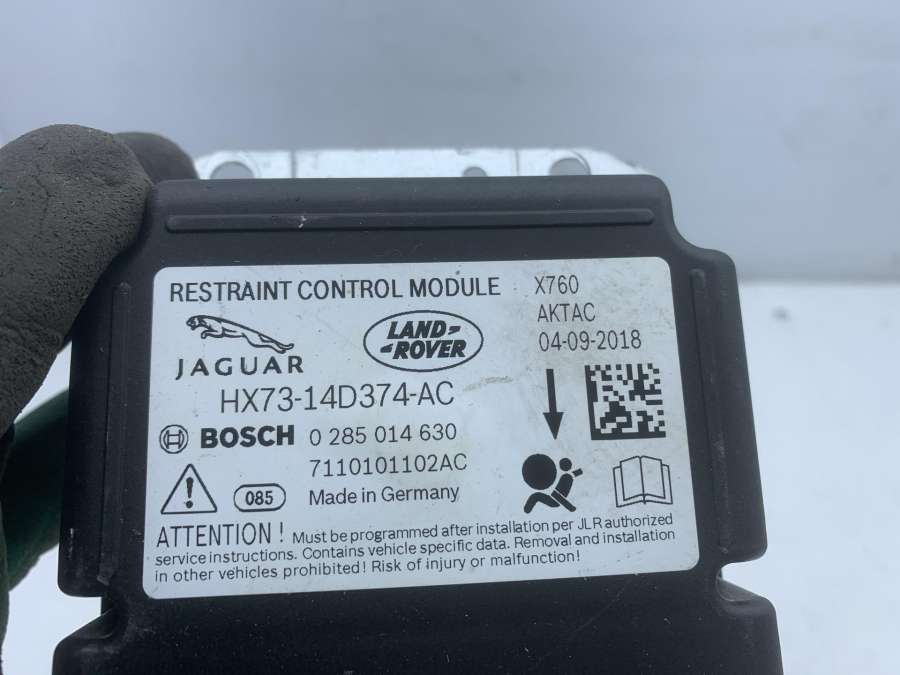 RESTRAINT CONTROL MODULE X760
AKTAC
JAGUAR LAND-ROVER- 04-09-2018
HX73-14D374-AC
BOSCH 0 285 014 630
7110101102AC
085 Made in Germany
ATTENTION ! Must be programmed after installation per JLR authorized
service instructions. Contains vehicle specific data. Removal and installation
in other vehicles prohibited! Risk of injury or malfunction!